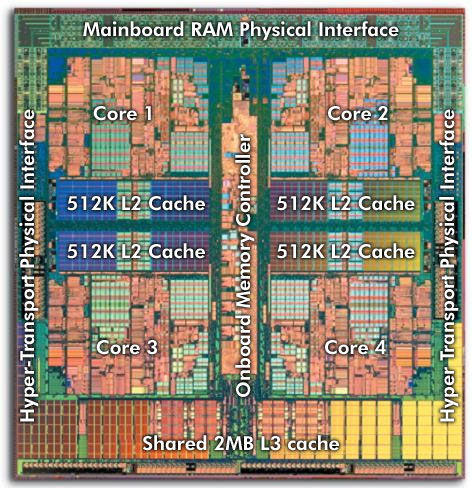 Mainboard RAM Physical Interface
Core 1
Core 2
Hyper-Transport Physical Interface
Onboard Memory Controller
Hyper Transport Physical Interface
512K L2 Cache
512K L2 Cache
512K L2 Cache
512K L2 Cache
Core 3
Core 4
Shared 2MB L3 cache